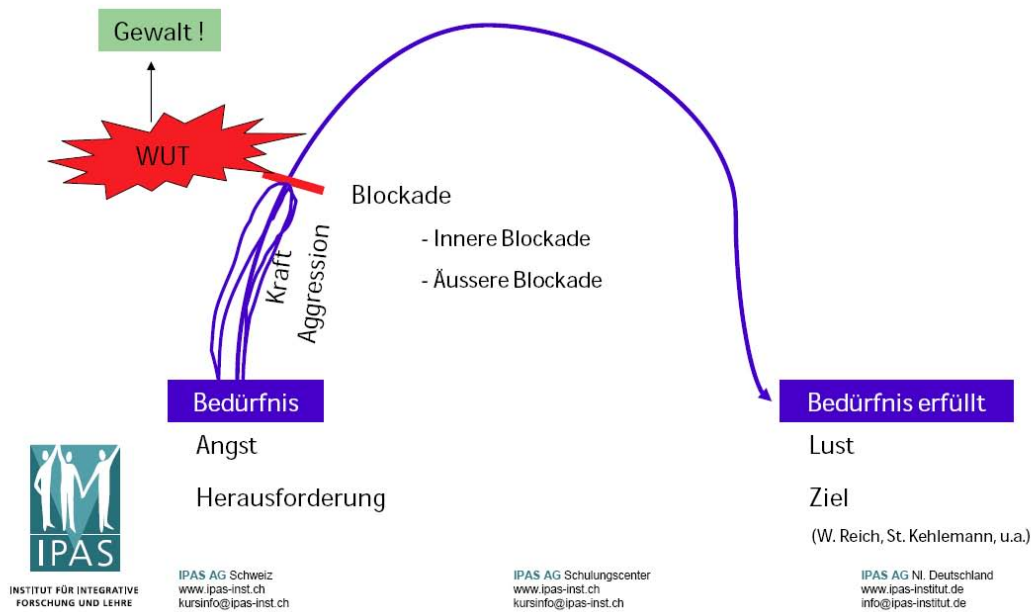 Gewalt !
WUT
Blockade
- Innere Blockade
- Äussere Blockade
Kraft
Aggression
Bedürfnis
Angst
Herausforderung
Bedürfnis erfüllt
Lust
Ziel
(W. Reich, St. Kehlemann, u.a.)
IPAS
INSTITUT FÜR INTEGRATIVE
FORSCHUNG UND LEHRE
IPAS AG Schweiz
www.ipas-inst.ch
kursinfo@ipas-inst.ch
IPAS AG Schulungscenter
www.ipas-inst.ch
kursinfo@ipas-inst.ch
IPAS AG NI. Deutschland
www.ipas-institut.de
info@ipas-institut.de